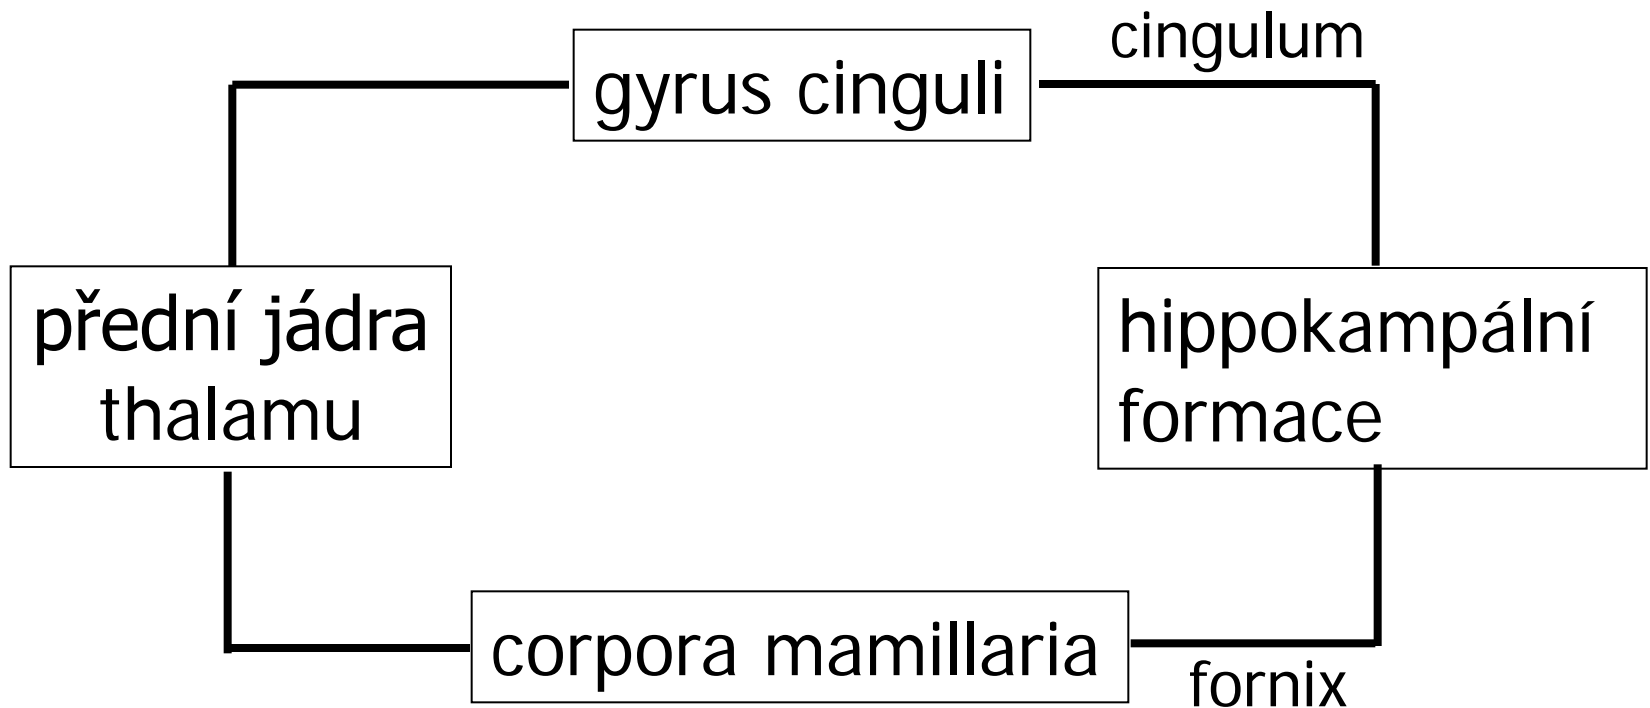 cingulum
gyrus cinguli
přední jádra
thalamu
hippokampální
formace
corpora mamillaria
fornix